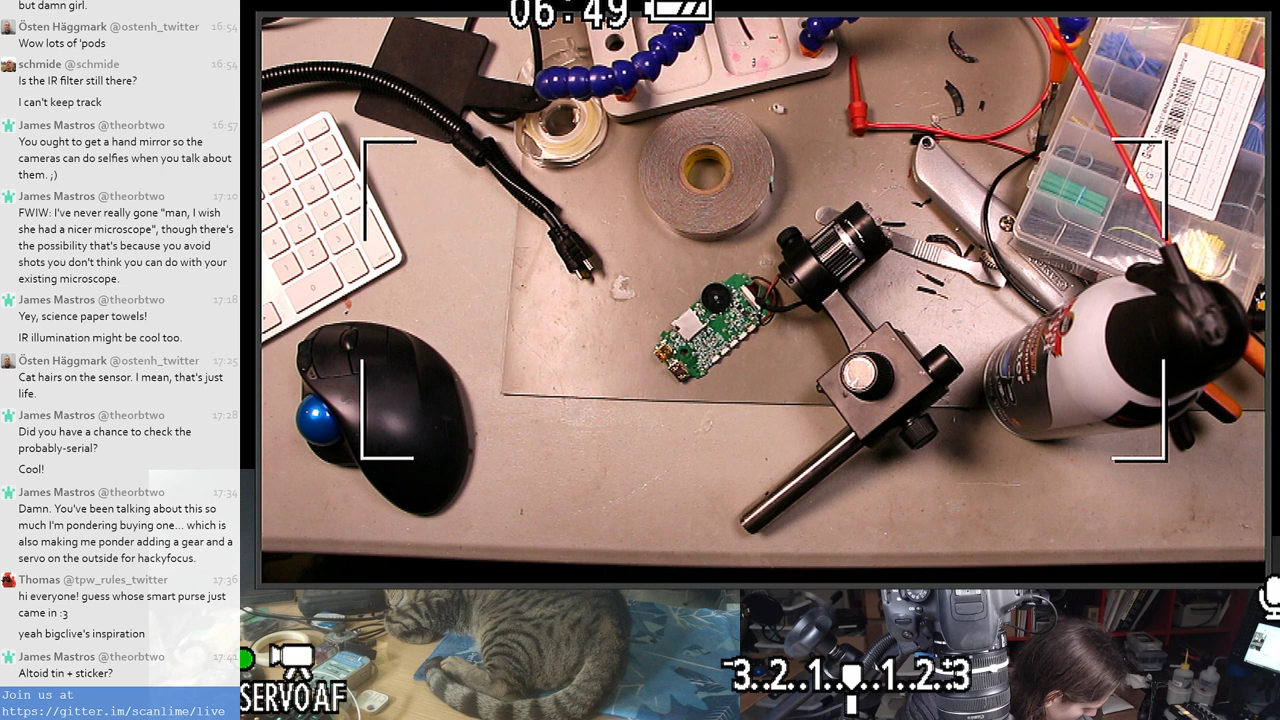 but damn girl.
Östen Häggmark @ostenh_twitter 16:54
Wow lots of 'pods
schmide @schmide 16:54
Is the IR filter still there?
I can't keep track
James Mastros @theorbtwo 16:57
You ought to get a hand mirror so the
cameras can do selfies when you talk about
them. ;)
James Mastros @theorbtwo 17:10
FWIW: I've never really gone "man, I wish
she had a nicer microscope", though there's
the possibility that's because you avoid
shots you don't think you can do with your
existing microscope.
James Mastros @theorbtwo 17:18
Yey, science paper towels!
IR illumination might be cool too.
Östen Häggmark @ostenh_twitter 17:25
Cat hairs on the sensor. I mean, that's just
life.
James Mastros @theorbtwo 17:28
Did you have a chance to check the
probably-serial?
Cool!
James Mastros @theorbtwo 17:34
Damn. You've been talking about this so
much I'm pondering buying one... which is
also making me ponder adding a gear and a
servo on the outside for hackyfocus.
Thomas @tpw_rules_twitter 17:36
hi everyone! guess whose smart purse just
came in :3
yeah bigclive's inspiration
James Mastros @theorbtwo 17:41
Altoid tin + sticker?
Join us at
https://gitter.im/scanlime/live
06:49
SERVO AF
-3..2..1...1..2..+3